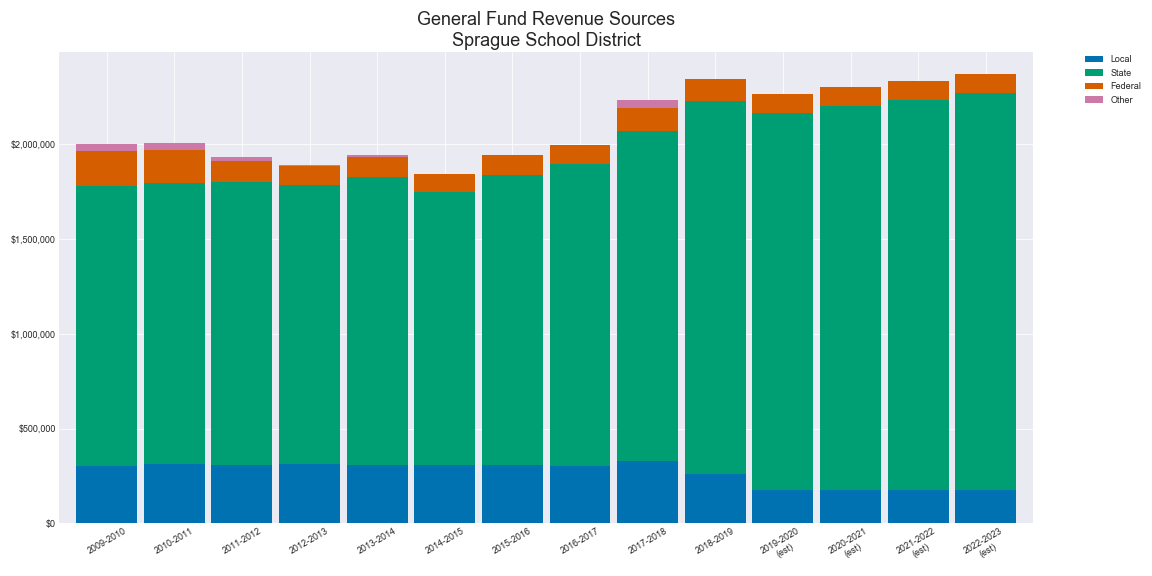 General Fund Revenue Sources
Sprague School District
Local
State
Federal
Other
$2,000,000
$1,500,000
$1,000,000
$500,000
$0
2009-2010
2010-2011
2011-2012
2012-2013
2013-2014
2014-2015
2015-2016
2016-2017
2017-2018
2018-2019
2019-2020
(est)
2020-2021
(est)
2021-2022
(est)
2022-2023
(est)